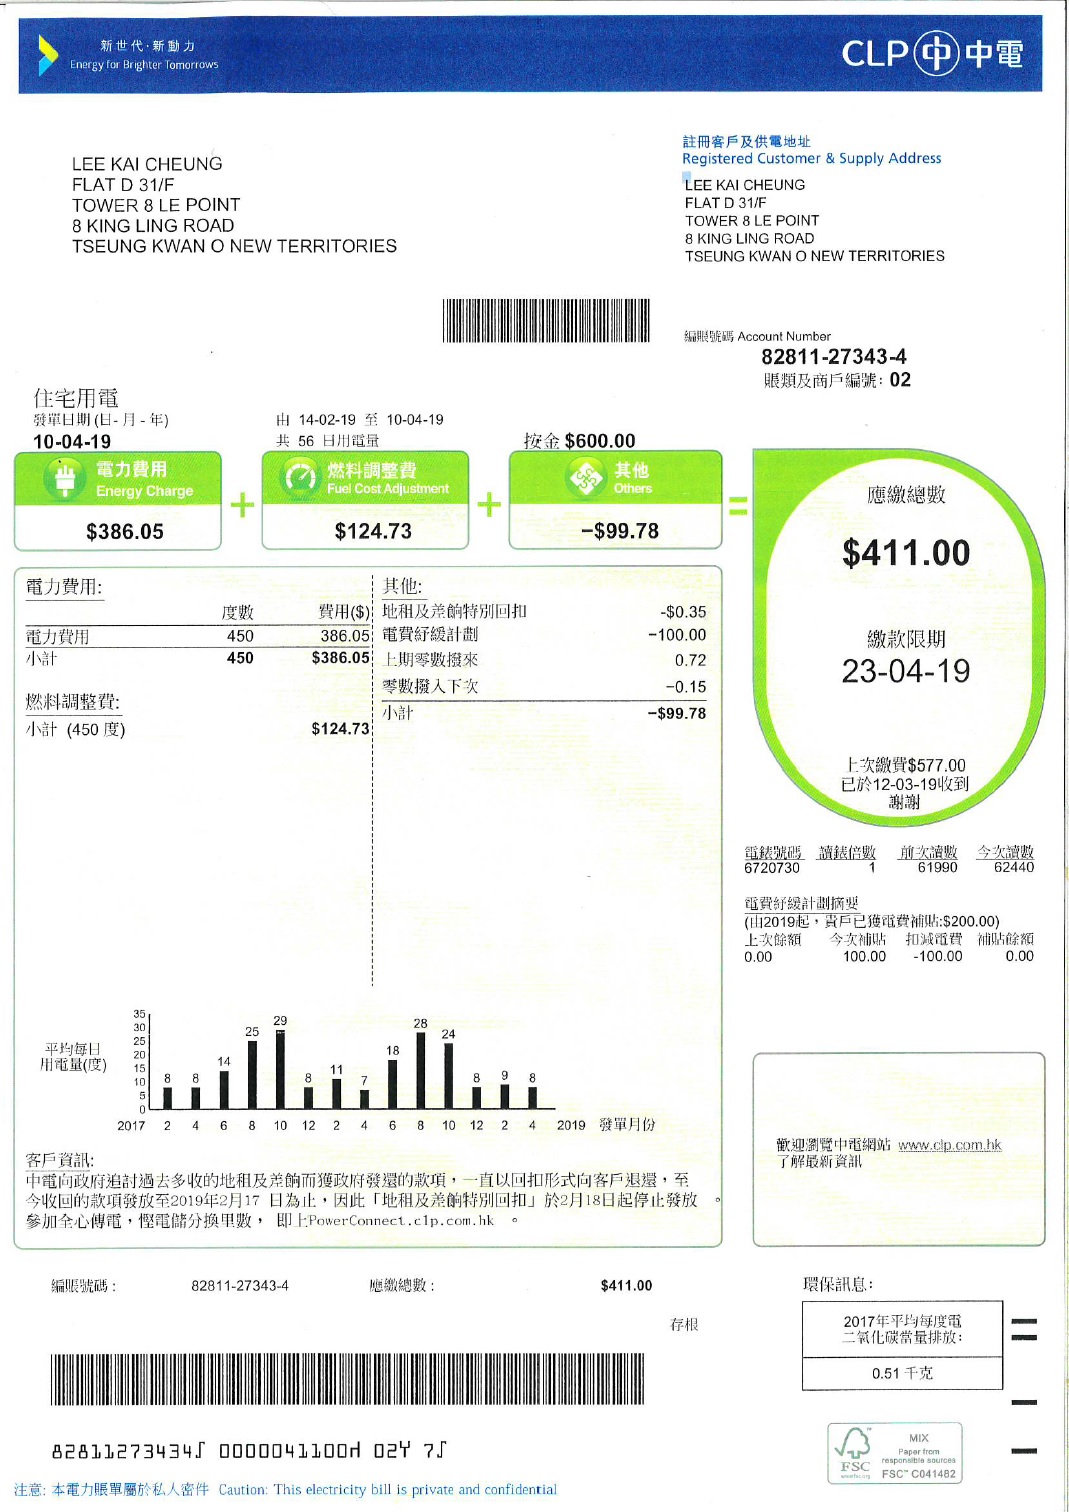 新世代·新動力
Energy for Brighter Tomorrows
CLP 中電
註冊客戶及供電地址
Registered Customer & Supply Address
LEE KAI CHEUNG
FLAT D 31/F
TOWER 8 LE POINT
8 KING LING ROAD
TSEUNG KWAN O NEW TERRITORIES
LEE KAI CHEUNG
FLAT D 31/F
TOWER 8 LE POINT
8 KING LING ROAD
TSEUNG KWAN O NEW TERRITORIES
編賬號碼 Account Number
82811-27343-4
賬類及商戶編號: 02
住宅用電
發單日期 (日-月-年)
10-04-19
由 14-02-19 至 10-04-19
共 56 日用電量
按金 $600.00
電力費用
Energy Charge
$386.05
+
燃料調整費
Fuel Cost Adjustment
$124.73
+
其他
Others
−$99.78
=
應繳總數
$411.00
繳款限期
23-04-19
上次繳費$577.00
已於12-03-19收到
謝謝
電力費用:
度數 費用($)
電力費用 450 386.05
小計 450 $386.05
燃料調整費:
小計 (450 度) $124.73
其他:
地租及差餉特別回扣 -$0.35
電費紓緩計劃 −100.00
上期零數撥來 0.72
零數撥入下次 −0.15
小計 −$99.78
電錶號碼 讀錶倍數 前次讀數 今次讀數
6720730 1 61990 62440
電費紓緩計劃摘要
(由2019起，貴戶已獲電費補貼:$200.00)
上次餘額 今次補貼 扣減電費 補貼餘額
0.00 100.00 -100.00 0.00
平均每日
用電量(度)
35
30
25
20
15
10
5
0
8 8 14 25 29 8 11 7 18 28 24 8 9 8
2017 2 4 6 8 10 12 2 4 6 8 10 12 2 4 2019 發單月份
客戶資訊:
中電向政府追討過去多收的地租及差餉而獲政府發還的款項，一直以回扣形式向客戶退還，至
今收回的款項發放至2019年2月17 日為止，因此「地租及差餉特別回扣」於2月18日起停止發放 。
參加全心傳電，慳電儲分換里數， 即上PowerConnect.clp.com.hk 。
歡迎瀏覽中電網站 www.clp.com.hk
了解最新資訊
編賬號碼 : 82811-27343-4 應繳總數 : $411.00
存根
環保訊息:
2017年平均每度電
二氧化碳當量排放:
0.51 千克
MIX
Paper from
responsible sources
FSC
www.fsc.org
FSC™ C041482
注意: 本電力賬單屬於私人密件 Caution: This electricity bill is private and confidential